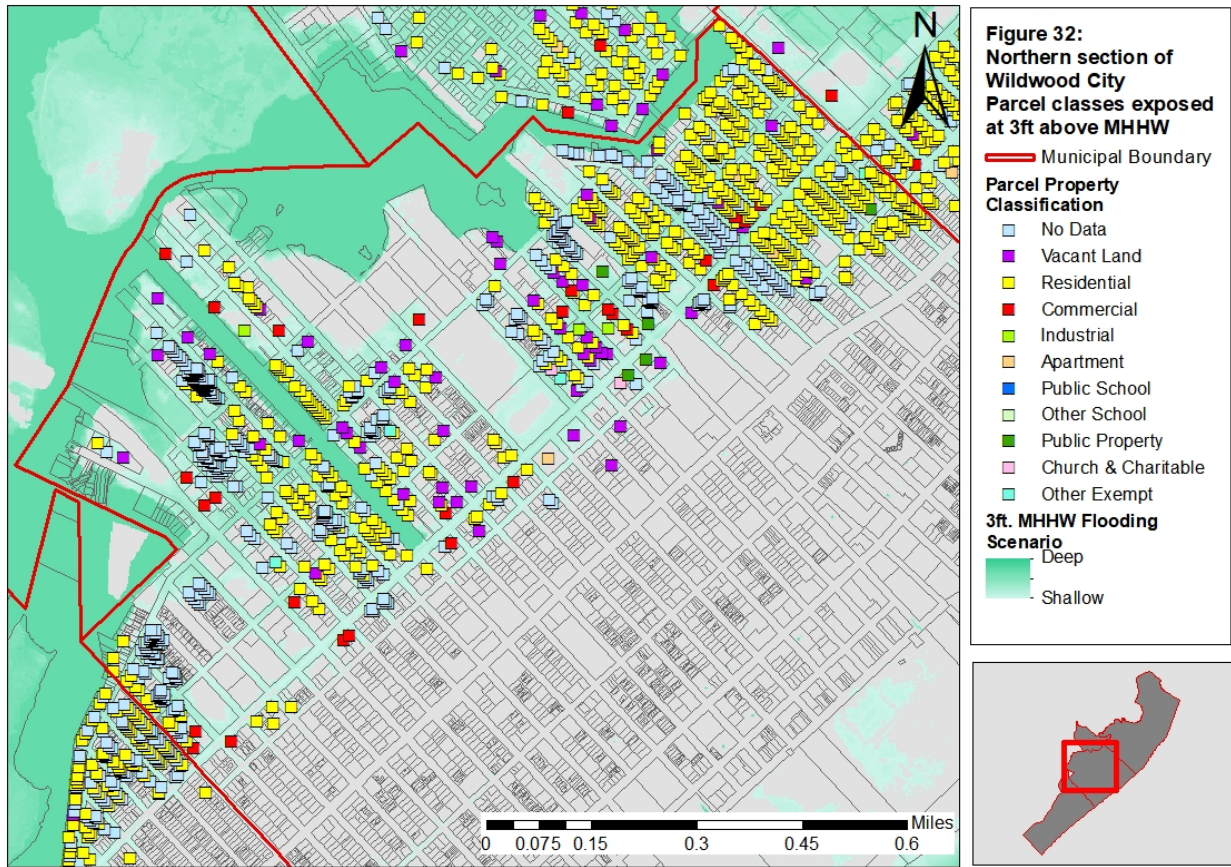 N
Miles
0 0.075 0.15 0.3 0.45 0.6
Figure 32:
Northern section of
Wildwood City
Parcel classes exposed
at 3ft above MHHW
Municipal Boundary
Parcel Property
Classification
No Data
Vacant Land
Residential
Commercial
Industrial
Apartment
Public School
Other School
Public Property
Church & Charitable
Other Exempt
3ft. MHHW Flooding
Scenario
Deep
Shallow